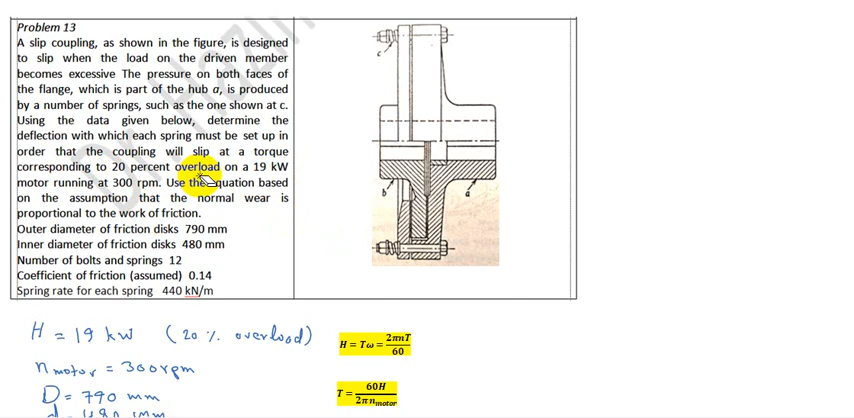 Problem 13
A slip coupling, as shown in the figure, is designed
to slip when the load on the driven member
becomes excessive The pressure on both faces of
the flange, which is part of the hub a, is produced
by a number of springs, such as the one shown at c.
Using the data given below, determine the
deflection with which each spring must be set up in
order that the coupling will slip at a torque
corresponding to 20 percent overload on a 19 kW
motor running at 300 rpm. Use the equation based
on the assumption that the normal wear is
proportional to the work of friction.
Outer diameter of friction disks 790 mm
Inner diameter of friction disks 480 mm
Number of bolts and springs 12
Coefficient of friction (assumed) 0.14
Spring rate for each spring 440 kN/m
c
b
a
H = 19 kW (20 %. overload)
n motor = 300 rpm
D = 790 mm
d = 480 mm
H = Tω = 2πnT / 60
T = 60H / 2π n motor